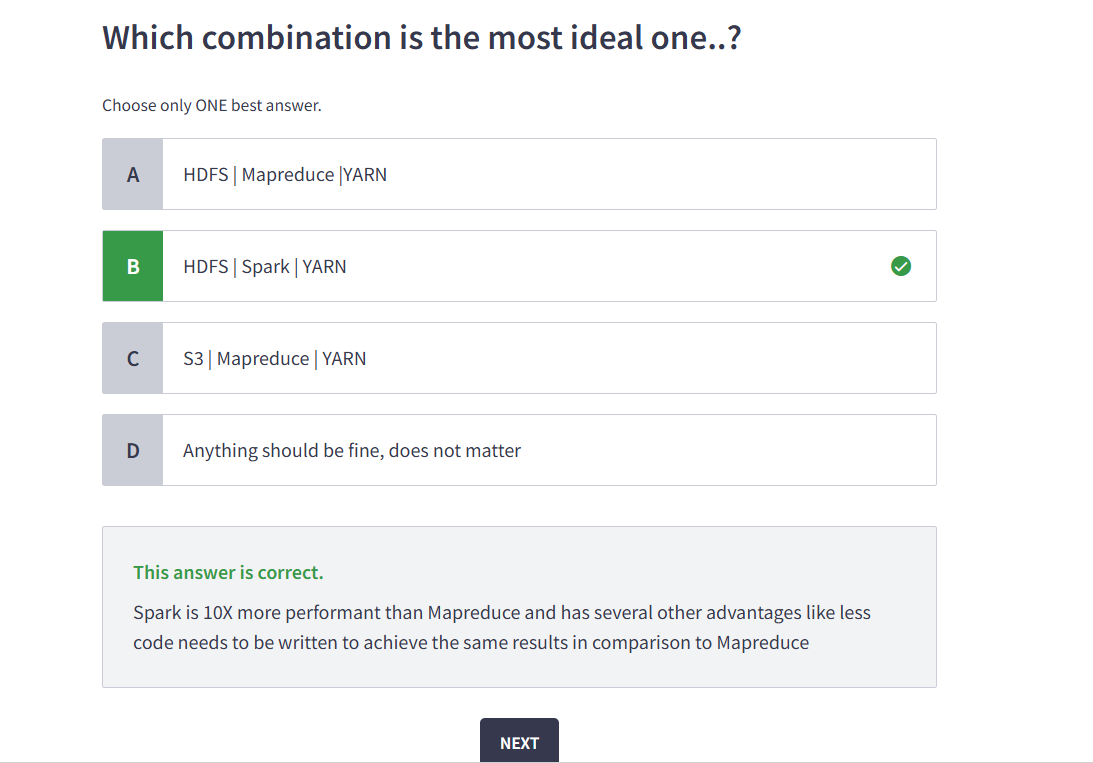 Which combination is the most ideal one..?
Choose only ONE best answer.
A HDFS | Mapreduce |YARN
B HDFS | Spark | YARN
C S3 | Mapreduce | YARN
D Anything should be fine, does not matter
This answer is correct.
Spark is 10X more performant than Mapreduce and has several other advantages like less
code needs to be written to achieve the same results in comparison to Mapreduce
NEXT